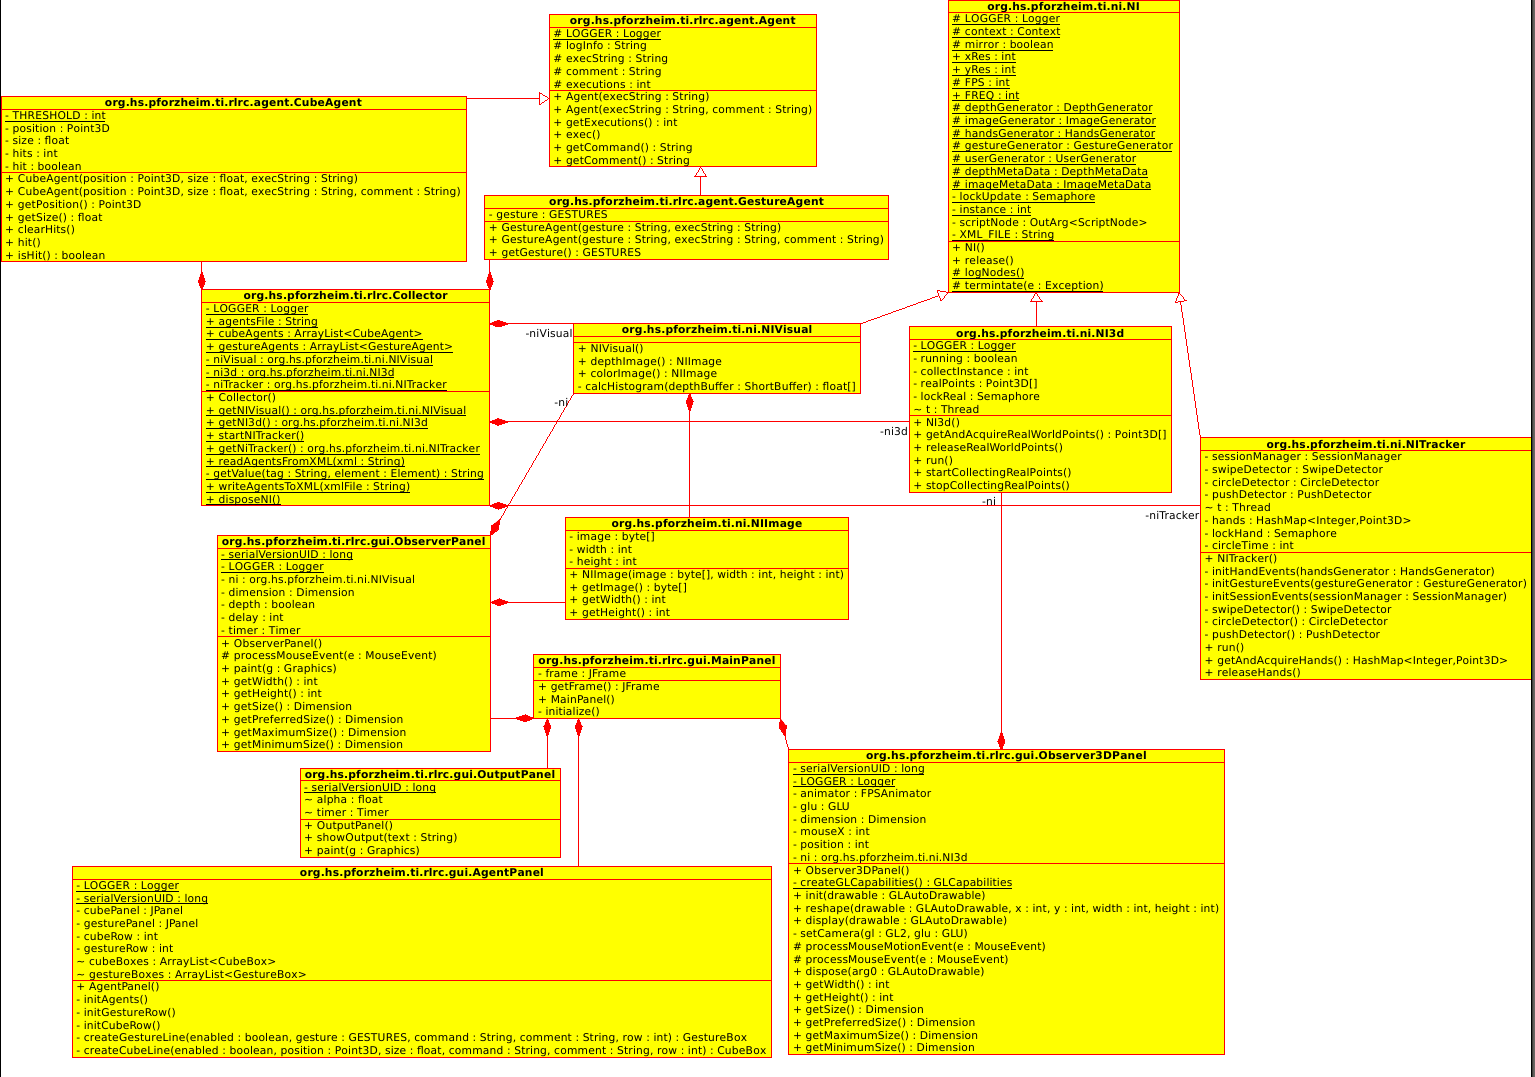 org.hs.pforzheim.ti.rlrc.agent.Agent
# LOGGER : Logger
# logInfo : String
# execString : String
# comment : String
# executions : int
+ Agent(execString : String)
+ Agent(execString : String, comment : String)
+ getExecutions() : int
+ exec()
+ getCommand() : String
+ getComment() : String
org.hs.pforzheim.ti.ni.NI
# LOGGER : Logger
# context : Context
# mirror : boolean
+ xRes : int
+ yRes : int
# FPS : int
+ FREQ : int
# depthGenerator : DepthGenerator
# imageGenerator : ImageGenerator
# handsGenerator : HandsGenerator
# gestureGenerator : GestureGenerator
# userGenerator : UserGenerator
# depthMetaData : DepthMetaData
# imageMetaData : ImageMetaData
- lockUpdate : Semaphore
- instance : int
- scriptNode : OutArg<ScriptNode>
- XML_FILE : String
+ NI()
+ release()
# logNodes()
# termintate(e : Exception)
org.hs.pforzheim.ti.rlrc.agent.CubeAgent
- THRESHOLD : int
- position : Point3D
- size : float
- hits : int
- hit : boolean
+ CubeAgent(position : Point3D, size : float, execString : String)
+ CubeAgent(position : Point3D, size : float, execString : String, comment : String)
+ getPosition() : Point3D
+ getSize() : float
+ clearHits()
+ hit()
+ isHit() : boolean
org.hs.pforzheim.ti.rlrc.agent.GestureAgent
- gesture : GESTURES
+ GestureAgent(gesture : String, execString : String)
+ GestureAgent(gesture : String, execString : String, comment : String)
+ getGesture() : GESTURES
org.hs.pforzheim.ti.rlrc.Collector
- LOGGER : Logger
+ agentsFile : String
+ cubeAgents : ArrayList<CubeAgent>
+ gestureAgents : ArrayList<GestureAgent>
- niVisual : org.hs.pforzheim.ti.ni.NIVisual
- ni3d : org.hs.pforzheim.ti.ni.NI3d
- niTracker : org.hs.pforzheim.ti.ni.NITracker
+ Collector()
+ getNIVisual() : org.hs.pforzheim.ti.ni.NIVisual
+ getNI3d() : org.hs.pforzheim.ti.ni.NI3d
+ startNITracker()
+ getNiTracker() : org.hs.pforzheim.ti.ni.NITracker
+ readAgentsFromXML(xml : String)
- getValue(tag : String, element : Element) : String
+ writeAgentsToXML(xmlFile : String)
+ disposeNI()
-niVisual
org.hs.pforzheim.ti.ni.NIVisual
+ NIVisual()
+ depthImage() : NIImage
+ colorImage() : NIImage
- calcHistogram(depthBuffer : ShortBuffer) : float[]
-ni
org.hs.pforzheim.ti.ni.NI3d
- LOGGER : Logger
- running : boolean
- collectInstance : int
- realPoints : Point3D[]
- lockReal : Semaphore
~ t : Thread
+ NI3d()
+ getAndAcquireRealWorldPoints() : Point3D[]
+ releaseRealWorldPoints()
+ run()
+ startCollectingRealPoints()
+ stopCollectingRealPoints()
-ni3d
-ni
-niTracker
org.hs.pforzheim.ti.ni.NITracker
- sessionManager : SessionManager
- swipeDetector : SwipeDetector
- circleDetector : CircleDetector
- pushDetector : PushDetector
~ t : Thread
- hands : HashMap<Integer,Point3D>
- lockHand : Semaphore
- circleTime : int
+ NITracker()
- initHandEvents(handsGenerator : HandsGenerator)
- initGestureEvents(gestureGenerator : GestureGenerator)
- initSessionEvents(sessionManager : SessionManager)
- swipeDetector() : SwipeDetector
- circleDetector() : CircleDetector
- pushDetector() : PushDetector
+ run()
+ getAndAcquireHands() : HashMap<Integer,Point3D>
+ releaseHands()
org.hs.pforzheim.ti.ni.NIImage
- image : byte[]
- width : int
- height : int
+ NIImage(image : byte[], width : int, height : int)
+ getImage() : byte[]
+ getWidth() : int
+ getHeight() : int
org.hs.pforzheim.ti.rlrc.gui.ObserverPanel
- serialVersionUID : long
- LOGGER : Logger
- ni : org.hs.pforzheim.ti.ni.NIVisual
- dimension : Dimension
- depth : boolean
- delay : int
- timer : Timer
+ ObserverPanel()
# processMouseEvent(e : MouseEvent)
+ paint(g : Graphics)
+ getWidth() : int
+ getHeight() : int
+ getSize() : Dimension
+ getPreferredSize() : Dimension
+ getMaximumSize() : Dimension
+ getMinimumSize() : Dimension
org.hs.pforzheim.ti.rlrc.gui.MainPanel
- frame : JFrame
+ getFrame() : JFrame
+ MainPanel()
- initialize()
org.hs.pforzheim.ti.rlrc.gui.OutputPanel
- serialVersionUID : long
~ alpha : float
~ timer : Timer
+ OutputPanel()
+ showOutput(text : String)
+ paint(g : Graphics)
org.hs.pforzheim.ti.rlrc.gui.Observer3DPanel
- serialVersionUID : long
- LOGGER : Logger
- animator : FPSAnimator
- glu : GLU
- dimension : Dimension
- mouseX : int
- position : int
- ni : org.hs.pforzheim.ti.ni.NI3d
+ Observer3DPanel()
- createGLCapabilities() : GLCapabilities
+ init(drawable : GLAutoDrawable)
+ reshape(drawable : GLAutoDrawable, x : int, y : int, width : int, height : int)
+ display(drawable : GLAutoDrawable)
- setCamera(gl : GL2, glu : GLU)
# processMouseMotionEvent(e : MouseEvent)
# processMouseEvent(e : MouseEvent)
+ dispose(arg0 : GLAutoDrawable)
+ getWidth() : int
+ getHeight() : int
+ getSize() : Dimension
+ getPreferredSize() : Dimension
+ getMaximumSize() : Dimension
+ getMinimumSize() : Dimension
org.hs.pforzheim.ti.rlrc.gui.AgentPanel
- LOGGER : Logger
- serialVersionUID : long
- cubePanel : JPanel
- gesturePanel : JPanel
- cubeRow : int
- gestureRow : int
~ cubeBoxes : ArrayList<CubeBox>
~ gestureBoxes : ArrayList<GestureBox>
+ AgentPanel()
- initAgents()
- initGestureRow()
- initCubeRow()
- createGestureLine(enabled : boolean, gesture : GESTURES, command : String, comment : String, row : int) : GestureBox
- createCubeLine(enabled : boolean, position : Point3D, size : float, command : String, comment : String, row : int) : CubeBox